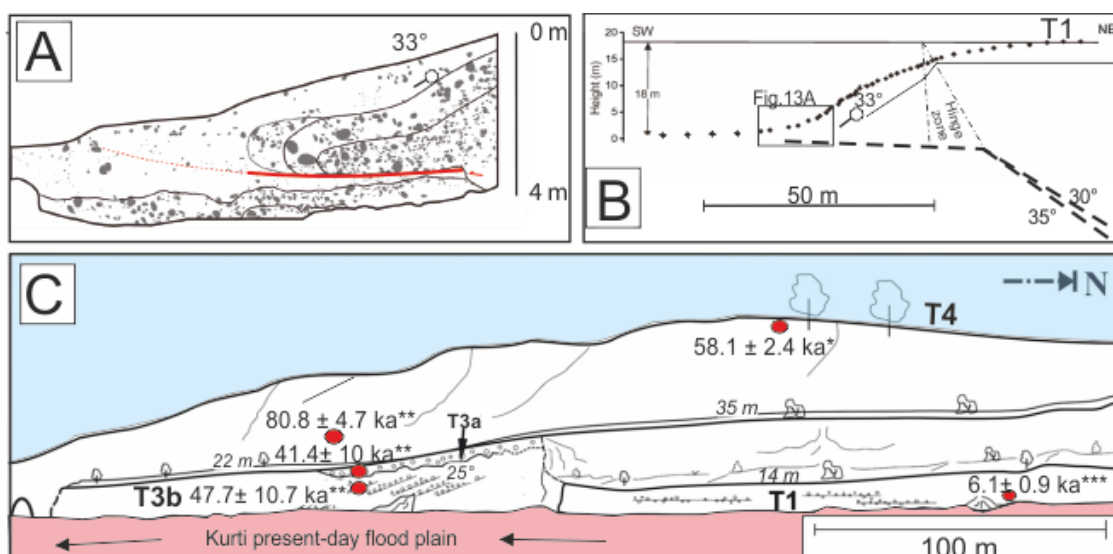 A
33°
0 m
4 m
B
SW
T1
NE
Height (m)
20
15
10
5
0
18 m
Fig.13A
33°
Hinge
zone
50 m
30°
35°
C
N
T4
58.1 ± 2.4 ka*
80.8 ± 4.7 ka**
T3a
35 m
41.4± 10 ka**
22 m
25°
14 m
T3b
47.7± 10.7 ka**
T1
6.1± 0.9 ka***
Kurti present-day flood plain
100 m